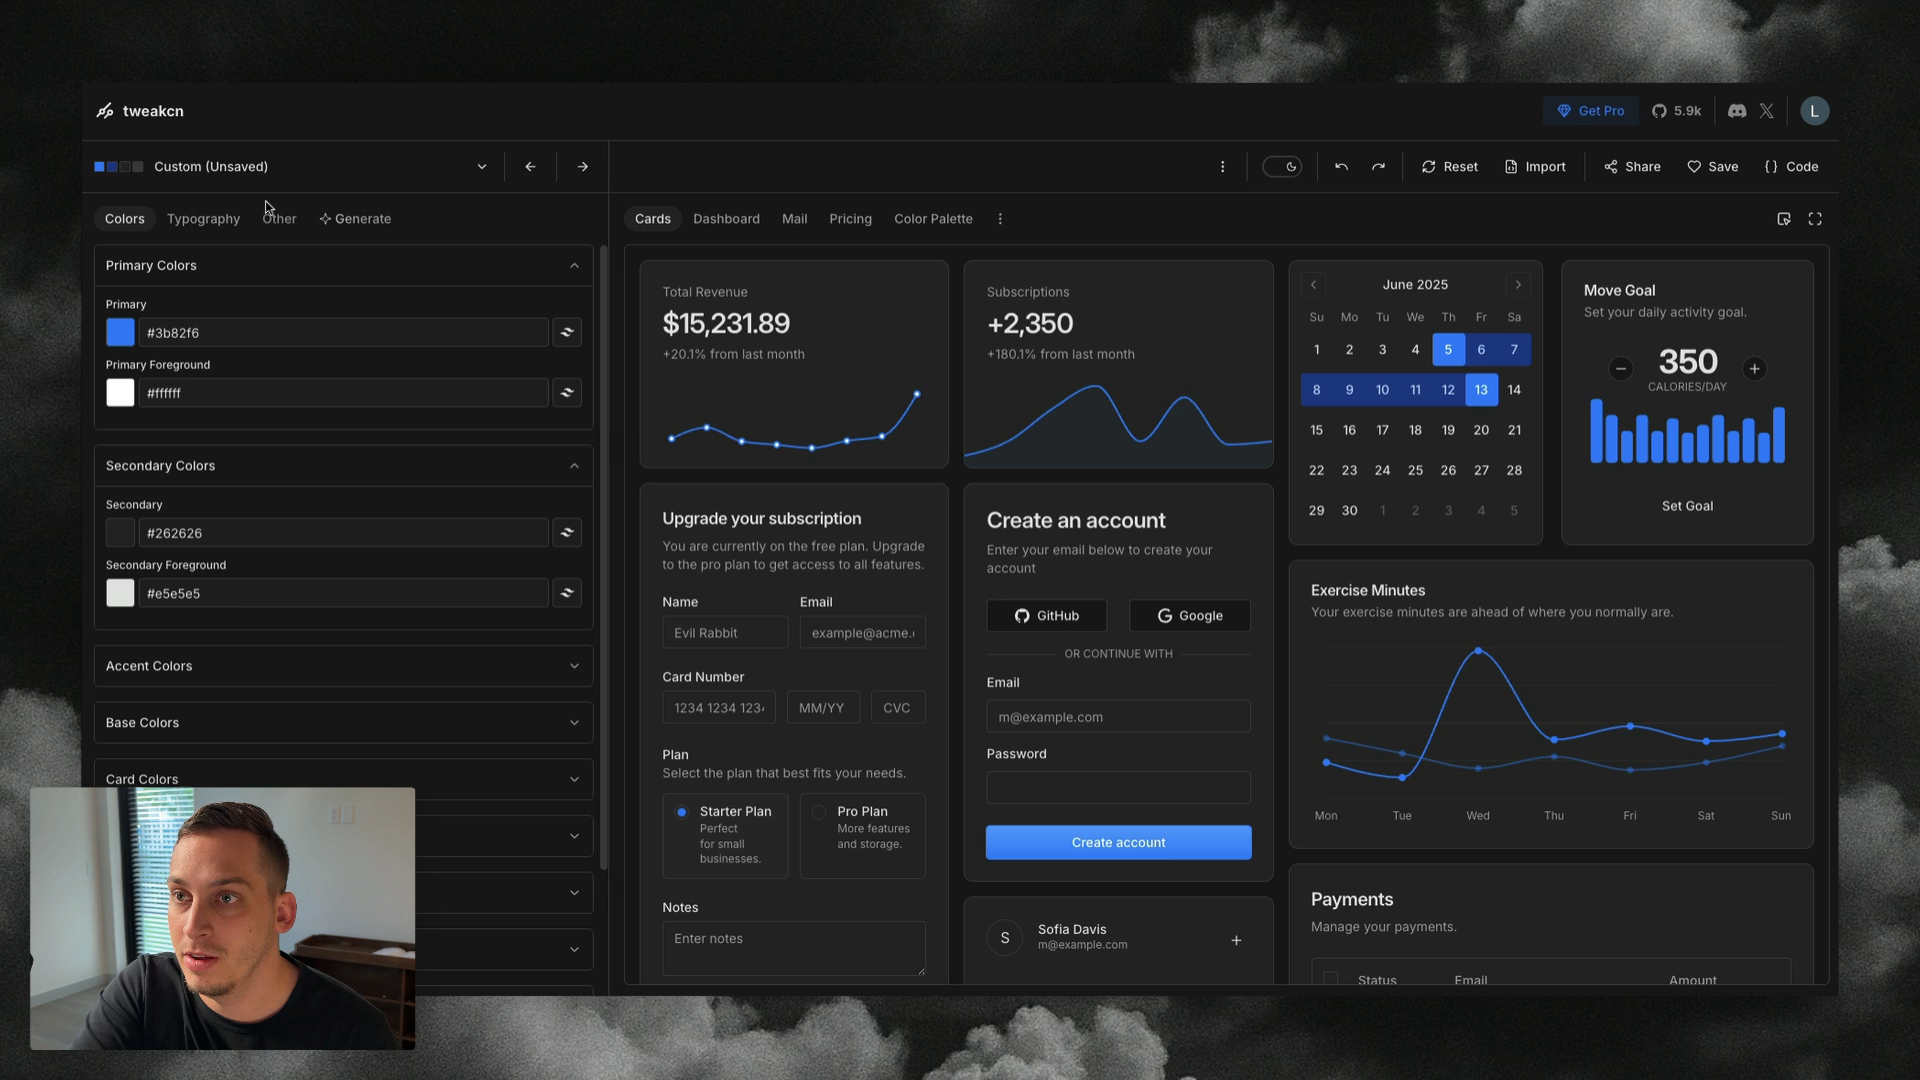 tweakcn
Get Pro
5.9k
L
Custom (Unsaved)
Reset
Import
Share
Save
Code
Colors
Typography
Other
Generate
Cards
Dashboard
Mail
Pricing
Color Palette
Primary Colors
Primary
#3b82f6
Primary Foreground
#ffffff
Secondary Colors
Secondary
#262626
Secondary Foreground
#e5e5e5
Accent Colors
Base Colors
Card Colors
Total Revenue
$15,231.89
+20.1% from last month
Subscriptions
+2,350
+180.1% from last month
June 2025
Su Mo Tu We Th Fr Sa
1 2 3 4 5 6 7
8 9 10 11 12 13 14
15 16 17 18 19 20 21
22 23 24 25 26 27 28
29 30 1 2 3 4 5
Move Goal
Set your daily activity goal.
350
CALORIES/DAY
Set Goal
Upgrade your subscription
You are currently on the free plan. Upgrade
to the pro plan to get access to all features.
Name
Email
Evil Rabbit
example@acme.
Card Number
1234 1234 123
MM/YY
CVC
Plan
Select the plan that best fits your needs.
Starter Plan
Perfect
for small
businesses.
Pro Plan
More features
and storage.
Notes
Enter notes
Create an account
Enter your email below to create your
account
GitHub
Google
OR CONTINUE WITH
Email
m@example.com
Password
Create account
S
Sofia Davis
m@example.com
Exercise Minutes
Your exercise minutes are ahead of where you normally are.
Mon Tue Wed Thu Fri Sat Sun
Payments
Manage your payments.
Status
Email
Amount